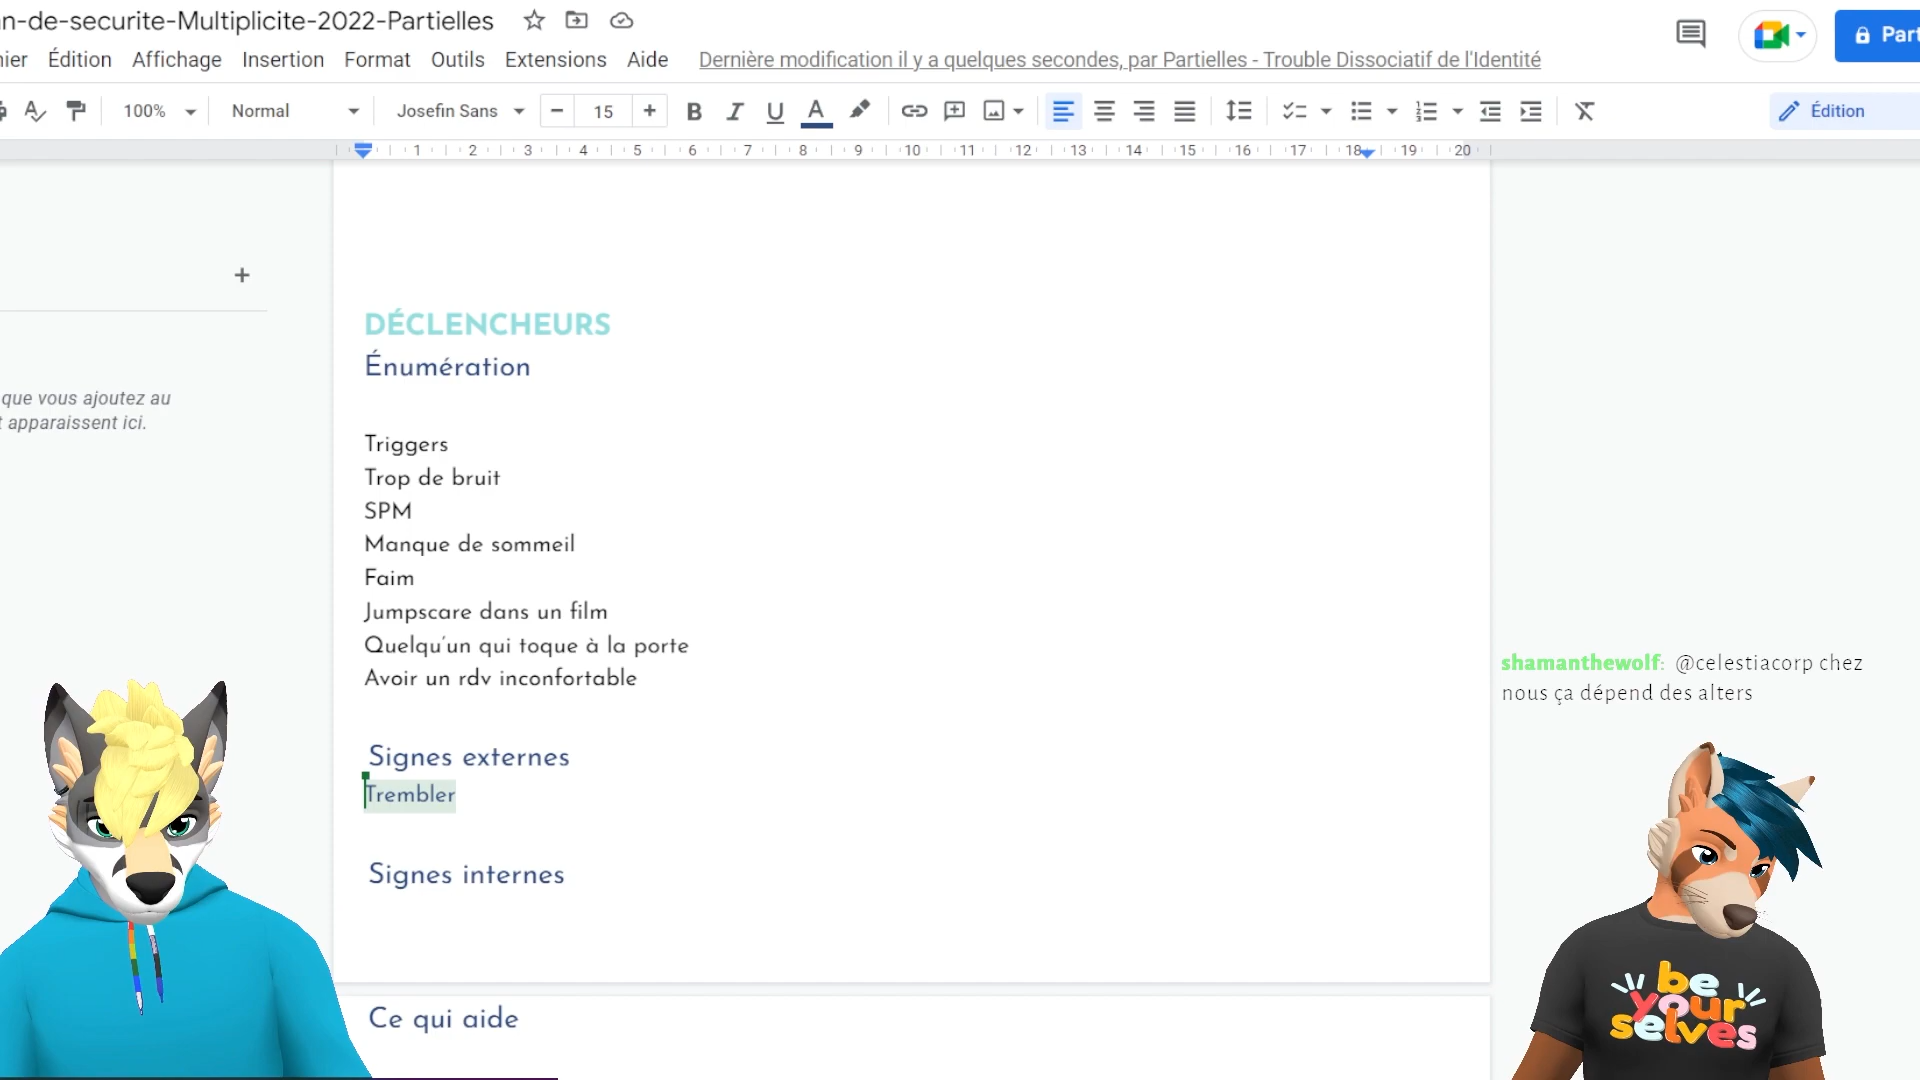 n-de-securite-Multiplicite-2022-Partielles
ier Édition Affichage Insertion Format Outils Extensions Aide Dernière modification il y a quelques secondes, par Partielles - Trouble Dissociatif de l'Identité
Part
100% Normal Josefin Sans 15 Édition
1 2 3 4 5 6 7 8 9 10 11 12 13 14 15 16 17 18 19 20
que vous ajoutez au
t apparaissent ici.
DÉCLENCHEURS
Énumération
Triggers
Trop de bruit
SPM
Manque de sommeil
Faim
Jumpscare dans un film
Quelqu'un qui toque à la porte
Avoir un rdv inconfortable
Signes externes
Trembler
Signes internes
Ce qui aide
shamanthewolf: @celestiacorp chez
nous ça dépend des alters
be
your
selves